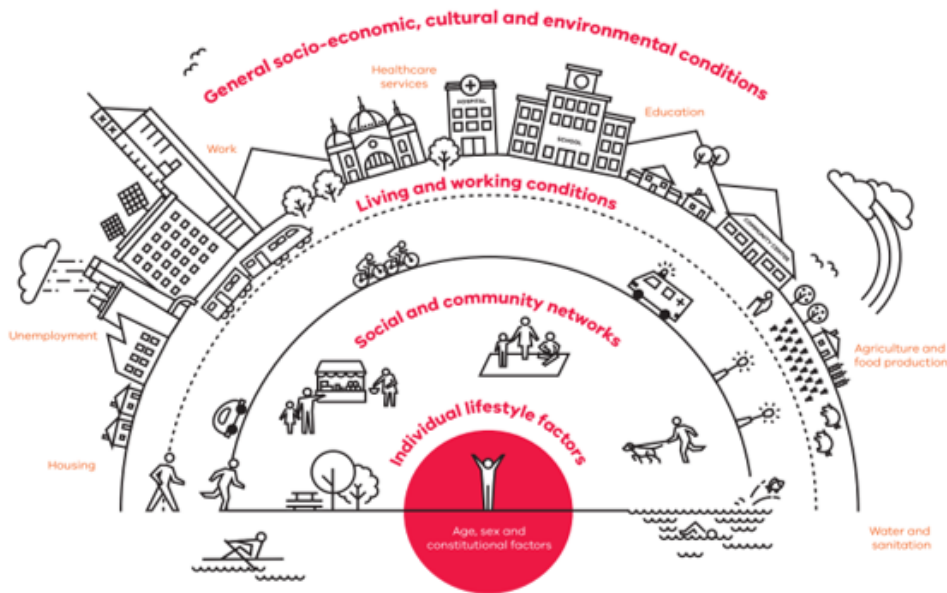 General socio-economic, cultural and environmental conditions
Healthcare
services
HOSPITAL
Education
SCHOOL
Work
Living and working conditions
COMMUNITY CENTRE
Unemployment
Social and community networks
Agriculture and
food production
Individual lifestyle factors
Housing
Age, sex and
constitutional factors
Water and
sanitation